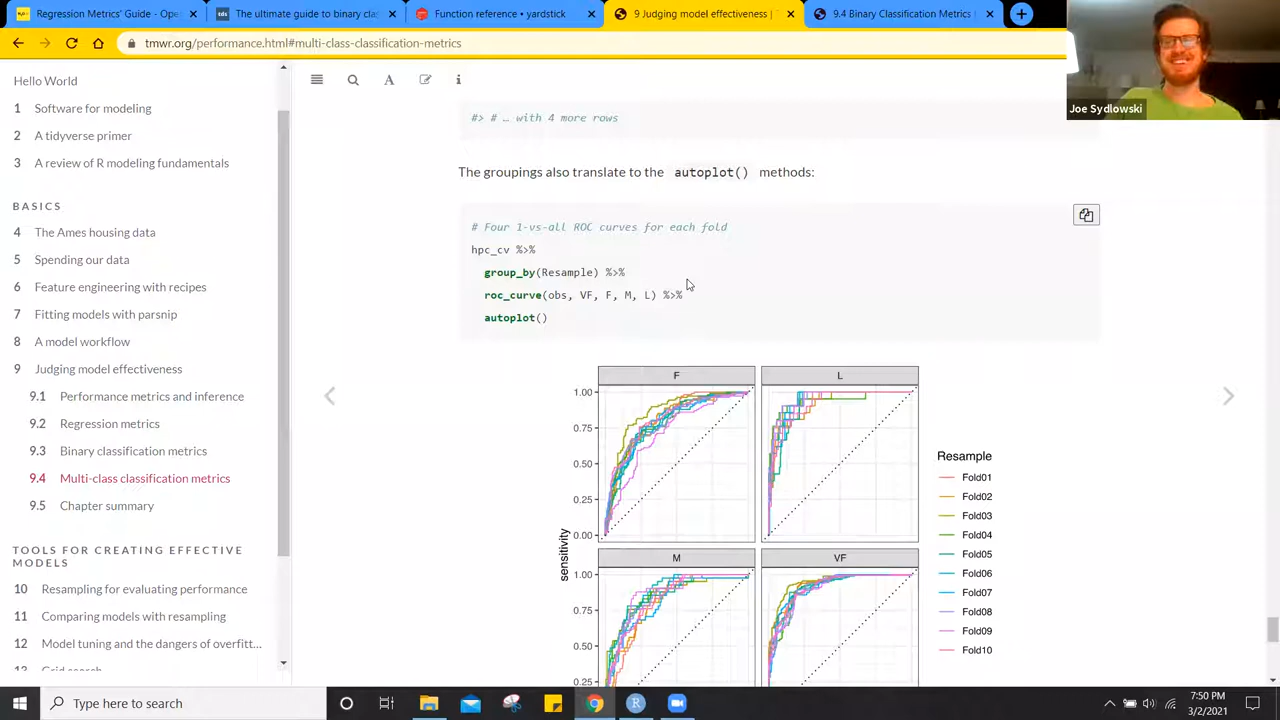 Regression Metrics' Guide - Ope
The ultimate guide to binary clas
Function reference • yardstick
9 Judging model effectiveness |
9.4 Binary Classification Metrics
tmwr.org/performance.html#multi-class-classification-metrics
Joe Sydlowski
Hello World
1 Software for modeling
2 A tidyverse primer
3 A review of R modeling fundamentals
BASICS
4 The Ames housing data
5 Spending our data
6 Feature engineering with recipes
7 Fitting models with parsnip
8 A model workflow
9 Judging model effectiveness
9.1 Performance metrics and inference
9.2 Regression metrics
9.3 Binary classification metrics
9.4 Multi-class classification metrics
9.5 Chapter summary
TOOLS FOR CREATING EFFECTIVE
MODELS
10 Resampling for evaluating performance
11 Comparing models with resampling
12 Model tuning and the dangers of overfitt...
13 Grid search
#> # … with 4 more rows
The groupings also translate to the autoplot() methods:
# Four 1-vs-all ROC curves for each fold
hpc_cv %>%
group_by(Resample) %>%
roc_curve(obs, VF, F, M, L) %>%
autoplot()
F
L
1.00
0.75
0.50
0.25
0.00
M
VF
1.00
0.75
0.50
0.25
sensitivity
Resample
Fold01
Fold02
Fold03
Fold04
Fold05
Fold06
Fold07
Fold08
Fold09
Fold10
Type here to search
7:50 PM
3/2/2021